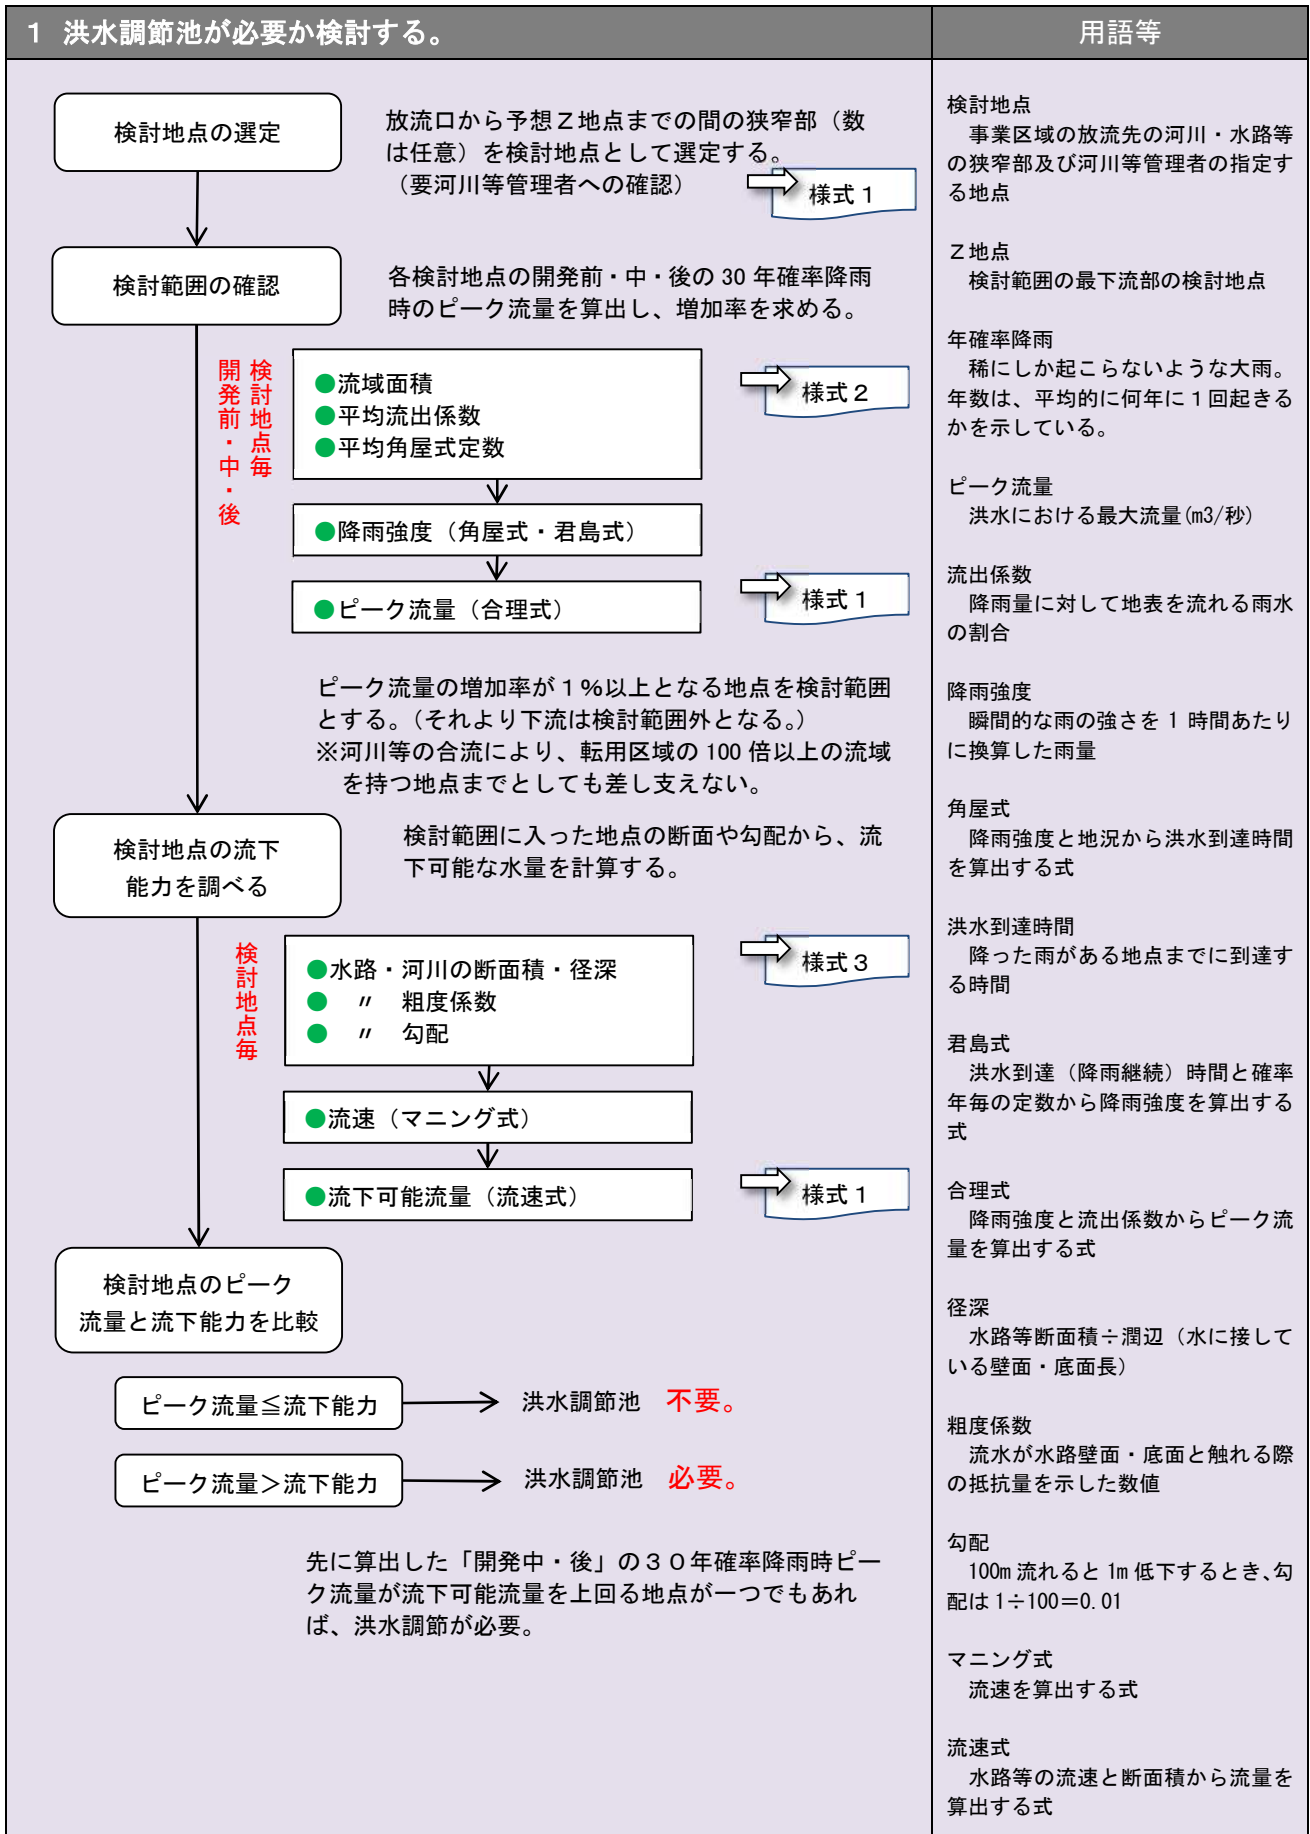 1 洪水調節池が必要か検討する。
検討地点の選定
放流口から予想Z地点までの間の狭窄部（数
は任意）を検討地点として選定する。
（要河川等管理者への確認）
様式1
検討範囲の確認
各検討地点の開発前・中・後の 30 年確率降雨
時のピーク流量を算出し、増加率を求める。
検討地点毎
開発前・中・後
●流域面積
●平均流出係数
●平均角屋式定数
様式2
●降雨強度（角屋式・君島式）
●ピーク流量（合理式）
様式1
ピーク流量の増加率が1%以上となる地点を検討範囲
とする。（それより下流は検討範囲外となる。）
※河川等の合流により、転用区域の 100 倍以上の流域
を持つ地点までとしても差し支えない。
検討地点の流下
能力を調べる
検討範囲に入った地点の断面や勾配から、流
下可能な水量を計算する。
検討地点毎
●水路・河川の断面積・径深
● 〃 粗度係数
● 〃 勾配
様式3
●流速（マニング式）
●流下可能流量（流速式）
様式1
検討地点のピーク
流量と流下能力を比較
ピーク流量≦流下能力
洪水調節池 不要。
ピーク流量＞流下能力
洪水調節池 必要。
先に算出した「開発中・後」の３０年確率降雨時ピー
ク流量が流下可能流量を上回る地点が一つでもあれ
ば、洪水調節が必要。
用語等
検討地点
事業区域の放流先の河川・水路等
の狭窄部及び河川等管理者の指定す
る地点
Z地点
検討範囲の最下流部の検討地点
年確率降雨
稀にしか起こらないような大雨。
年数は、平均的に何年に1回起きる
かを示している。
ピーク流量
洪水における最大流量(m3/秒)
流出係数
降雨量に対して地表を流れる雨水
の割合
降雨強度
瞬間的な雨の強さを 1 時間あたり
に換算した雨量
角屋式
降雨強度と地況から洪水到達時間
を算出する式
洪水到達時間
降った雨がある地点までに到達す
る時間
君島式
洪水到達（降雨継続）時間と確率
年毎の定数から降雨強度を算出する
式
合理式
降雨強度と流出係数からピーク流
量を算出する式
径深
水路等断面積÷潤辺（水に接して
いる壁面・底面長）
粗度係数
流水が水路壁面・底面と触れる際
の抵抗量を示した数値
勾配
100m 流れると 1m 低下するとき、勾
配は 1÷100＝0.01
マニング式
流速を算出する式
流速式
水路等の流速と断面積から流量を
算出する式